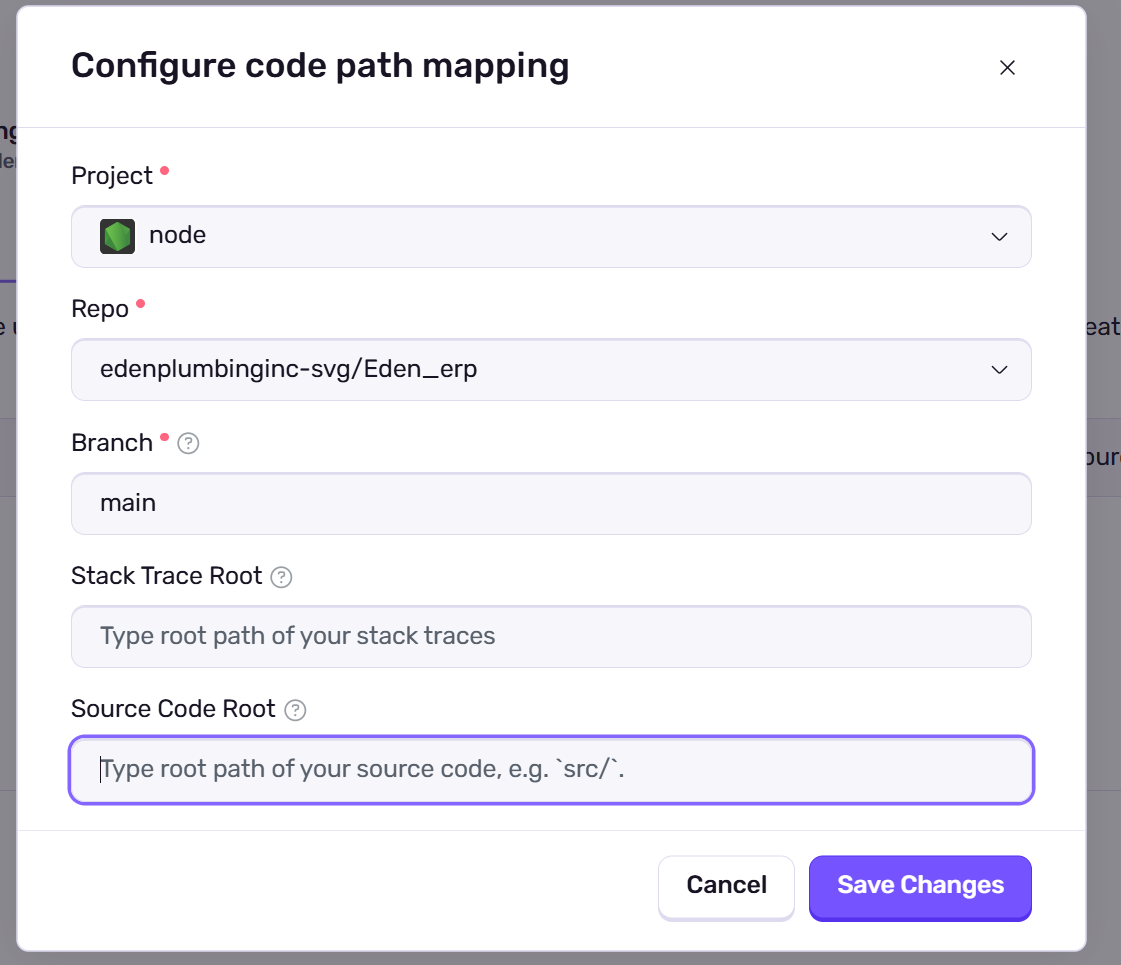 Configure code path mapping
Project
node
Repo
edenplumbinginc-svg/Eden_erp
Branch
main
Stack Trace Root
Type root path of your stack traces
Source Code Root
Type root path of your source code, e.g. `src/`.
Cancel
Save Changes